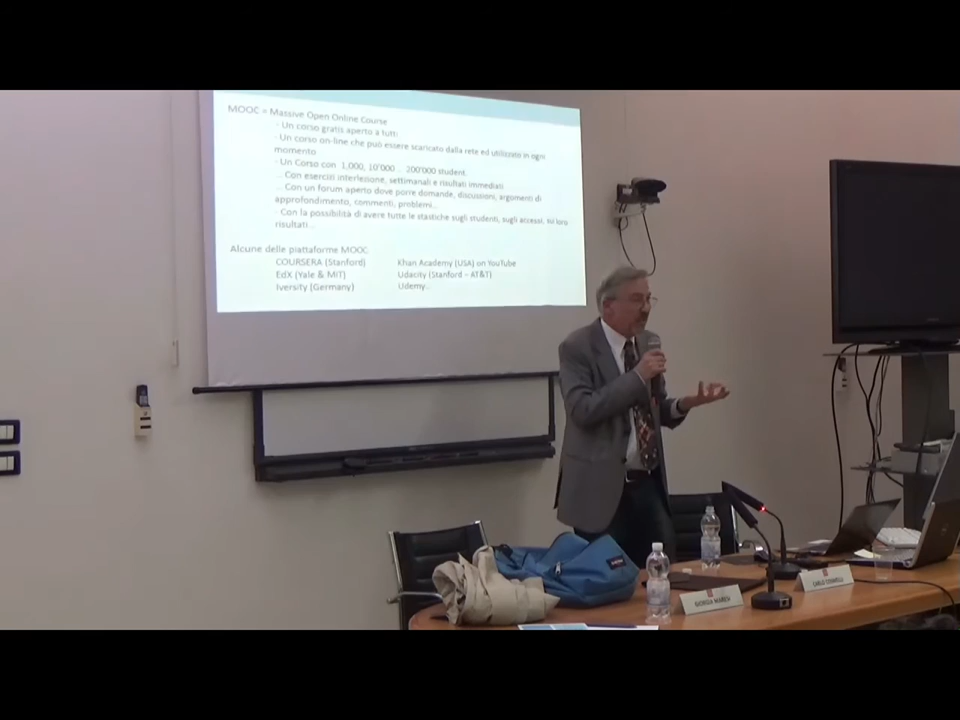 MOOC = Massive Open Online Course
- Un corso gratis aperto a tutti
- Un corso on-line che può essere scaricato dalla rete ed utilizzato in ogni
momento
- Un Corso con 1,000, 10'000 ... 200'000 student.
... Con esercizi interlezione, settimanali e risultati immediati
... Con un forum aperto dove porre domande, discussioni, argomenti di
approfondimento, commenti, problemi...
- Con la possibilità di avere tutte le stastiche sugli studenti, sugli accessi, sui loro
risultati...
Alcune delle piattaforme MOOC
COURSERA (Stanford) Khan Academy (USA) on YouTube
EdX (Yale & MIT) Udacity (Stanford – AT&T)
Iversity (Germany) Udemy...
EASTPAK
GIORGIA
CARLO